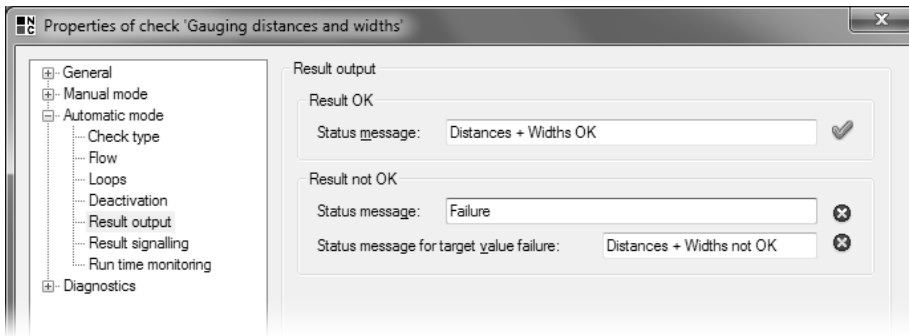 NC Properties of check 'Gauging distances and widths'
General
Manual mode
Automatic mode
Check type
Flow
Loops
Deactivation
Result output
Result signalling
Run time monitoring
Diagnostics
Result output
Result OK
Status message: Distances + Widths OK
Result not OK
Status message: Failure
Status message for target value failure: Distances + Widths not OK